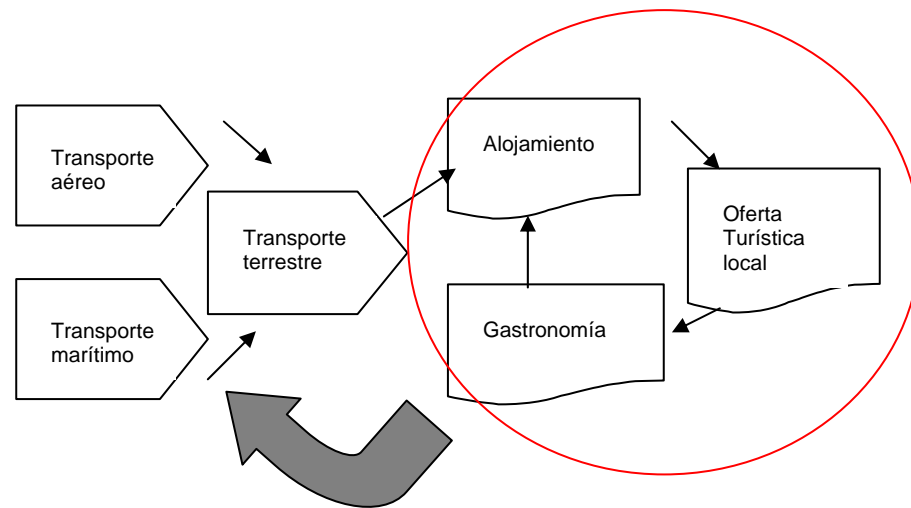 Transporte
aéreo
Transporte
marítimo
Transporte
terrestre
Alojamiento
Gastronomía
Oferta
Turística
local